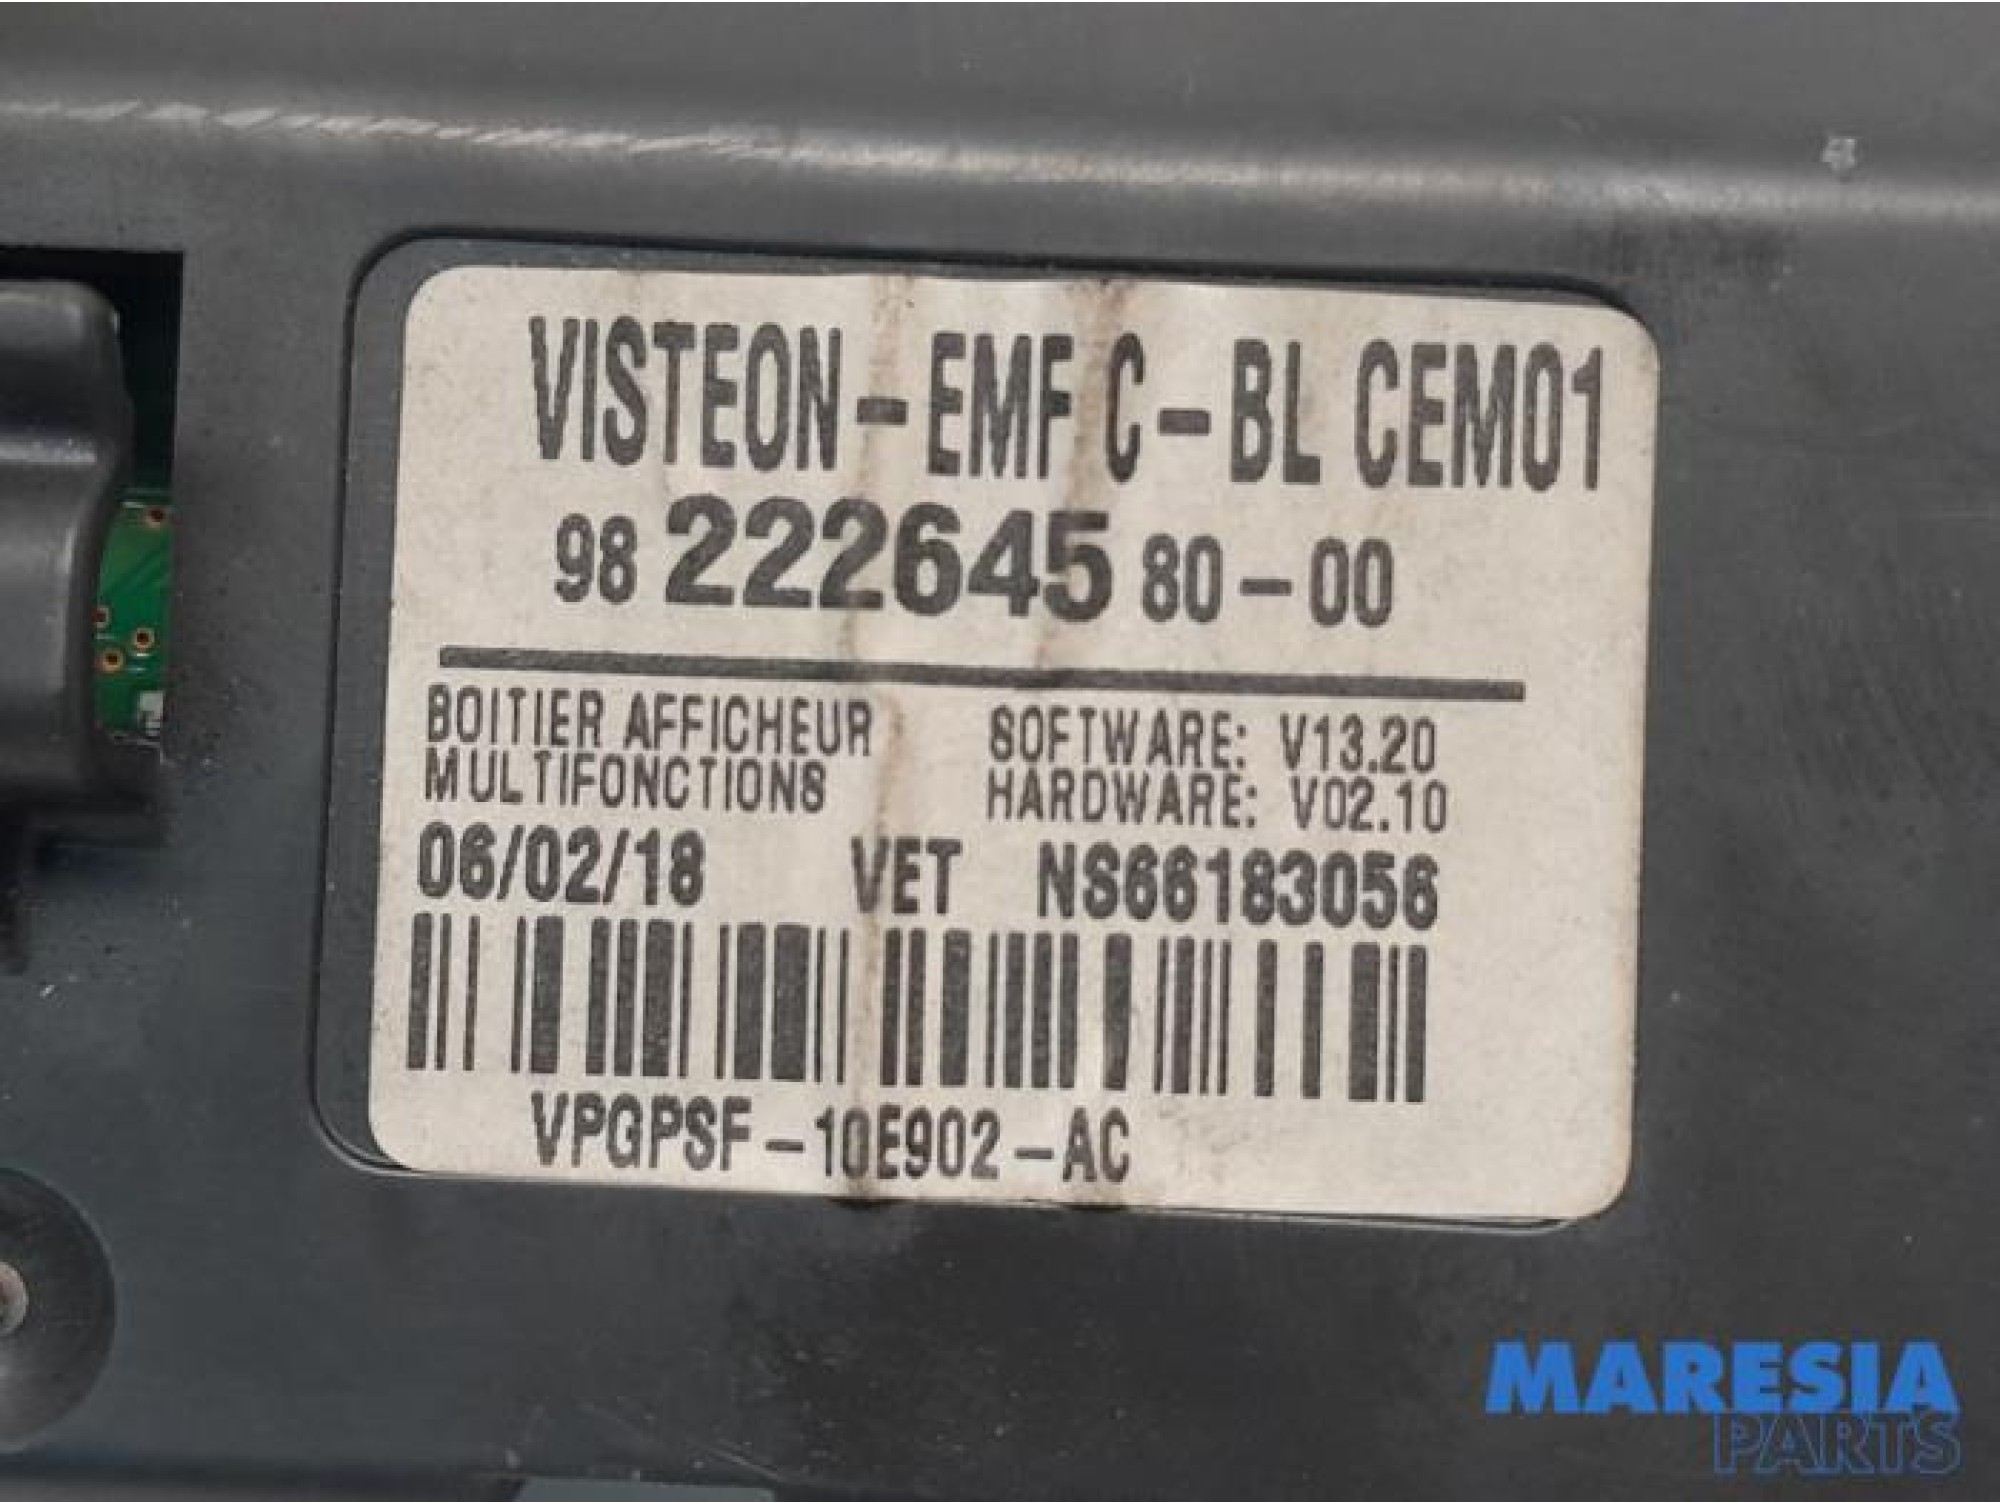 VISTEON-EMF C-BL CEM01
98 222645 80-00
BOITIER AFFICHEUR
MULTIFONCTIONS
SOFTWARE: V13.20
HARDWARE: V02.10
06/02/18 VET NS66183056
VPGPSF-10E902-AC
MARESIA
PARTS